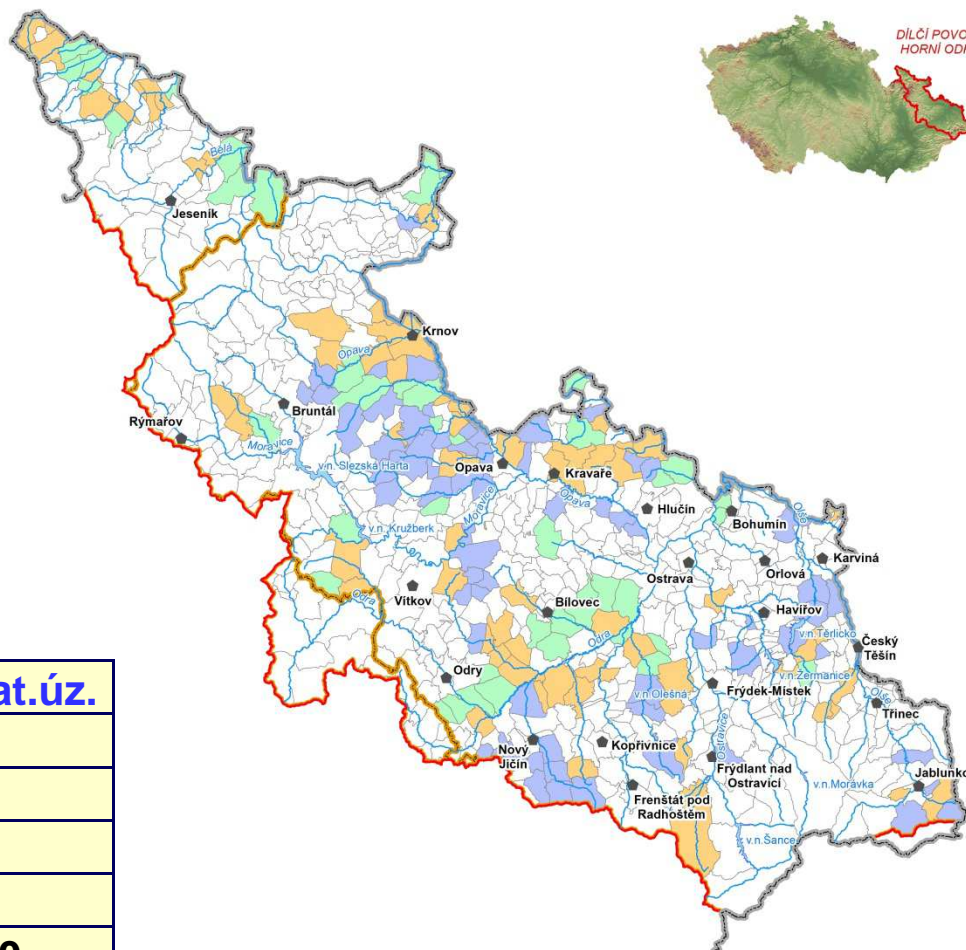 DÍLČÍ POVO
HORNÍ OD
Bělá
Jeseník
Krnov
Opava
Bruntál
Rýmařov
Moravice
v.n. Slezská Harta
Opava
Kravaře
Moravice
Opava
Hlučín
Bohumín
Olše
v.n. Kružberk
Ostrava
Orlová
Karviná
Vítkov
Odra
Bílovec
Havířov
Odra
v.n.Těrlicko
Český
Těšín
at.úz.
Odry
v.n.Olešná
Frýdek-Místek
v.n.Žermanice
Olše
Třinec
Ostravice
Nový
Jičín
Kopřivnice
Frýdlant nad
Ostravicí
v.n.Morávka
Jablunko
Frenštát pod
Radhoštěm
v.n.Šance